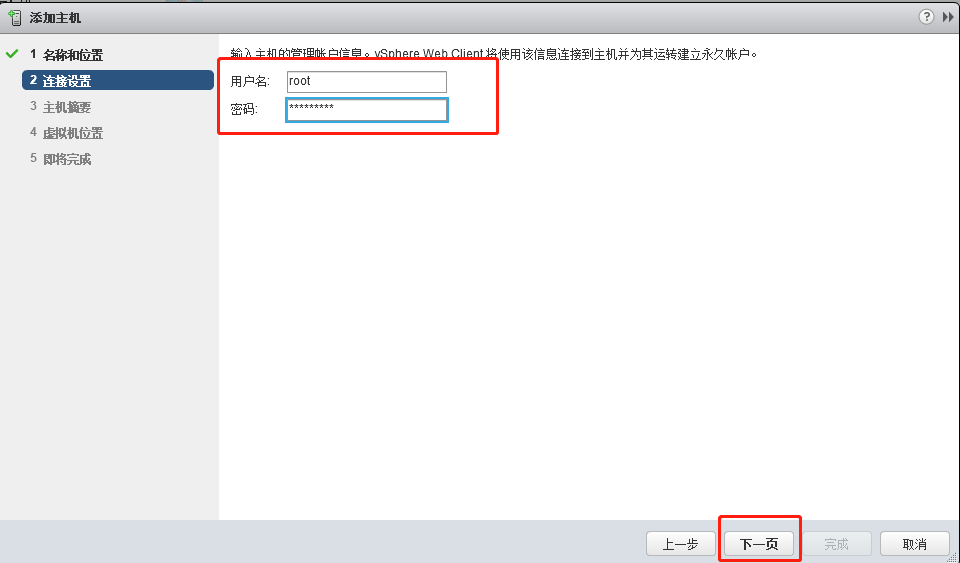 添加主机
?
1 名称和位置
2 连接设置
3 主机摘要
4 虚拟机位置
5 即将完成
输入主机的管理帐户信息。vSphere Web Client 将使用该信息连接到主机并为其运转建立永久帐户。
用户名: root
密码: *********
上一步 下一页 完成 取消